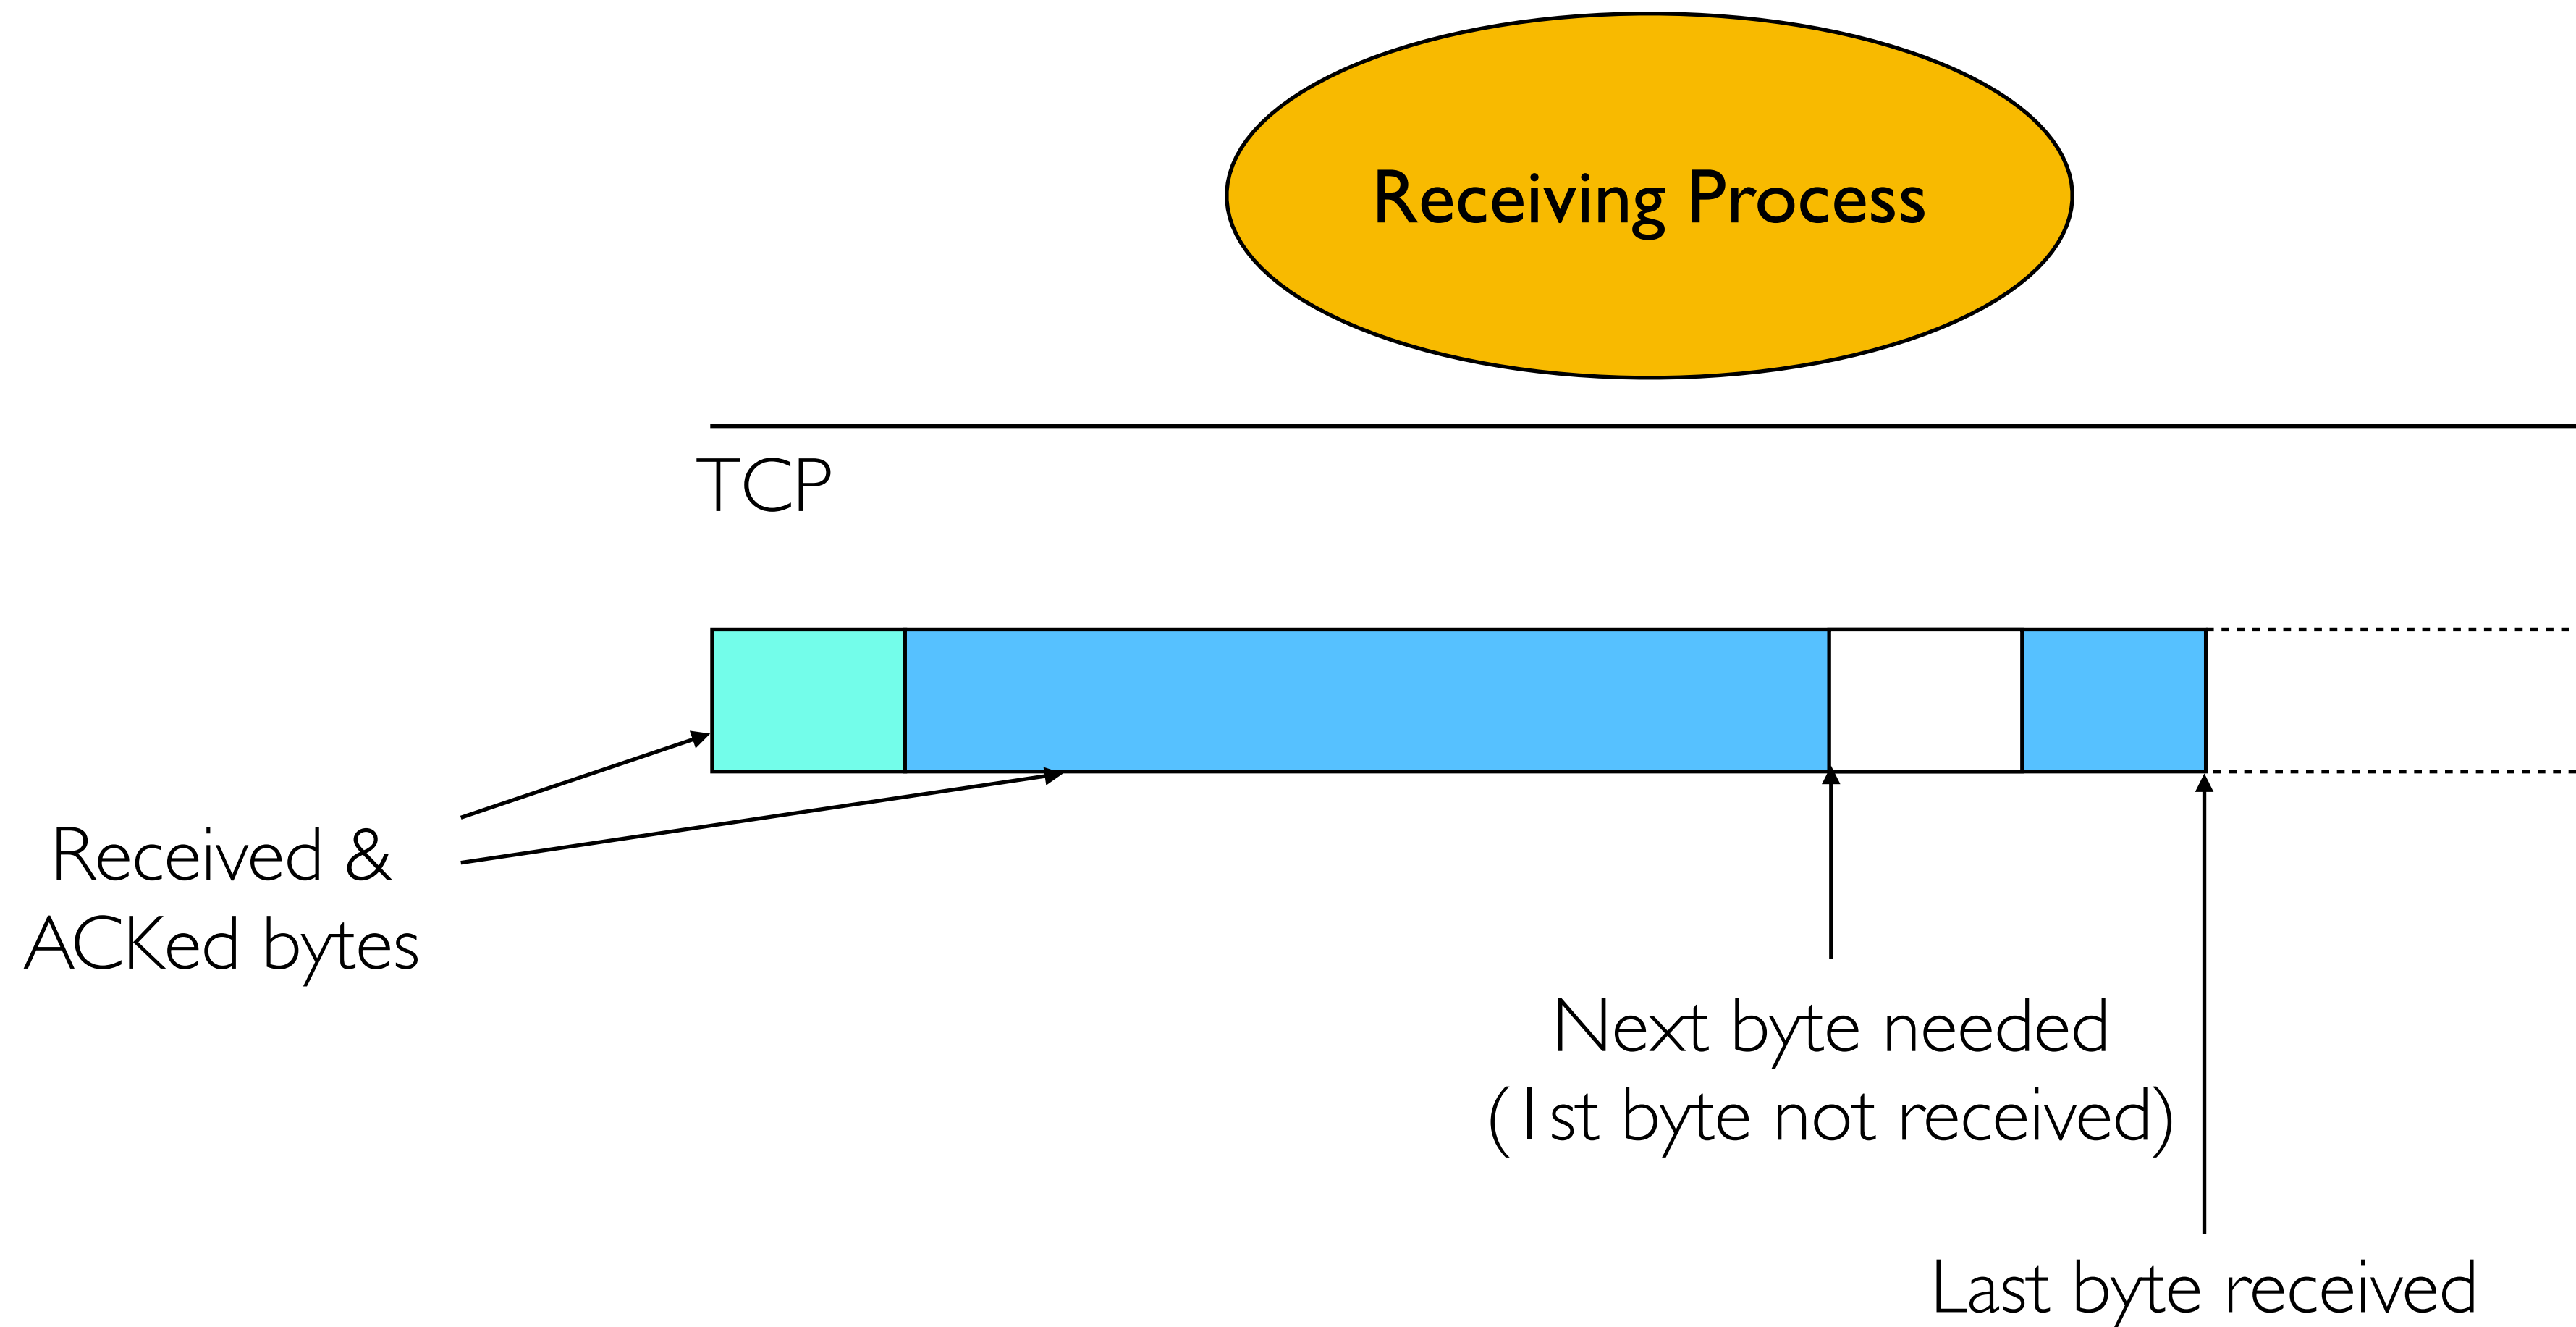 Receiving Process
TCP
Received &
ACKed bytes
Next byte needed
(1st byte not received)
Last byte received